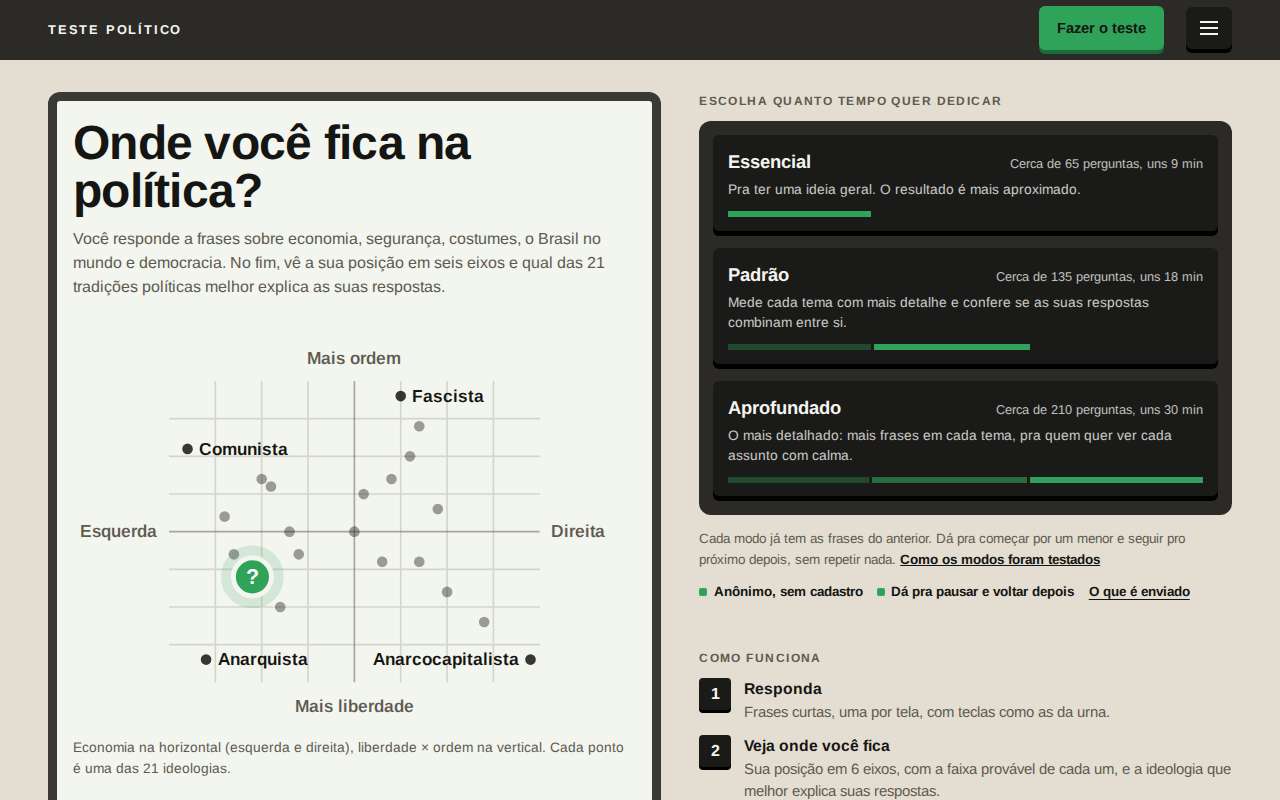 TESTE POLÍTICO
Fazer o teste
Onde você fica na
política?
Você responde a frases sobre economia, segurança, costumes, o Brasil no
mundo e democracia. No fim, vê a sua posição em seis eixos e qual das 21
tradições políticas melhor explica as suas respostas.
Mais ordem
Fascista
Comunista
Esquerda
Direita
?
Anarquista
Anarcocapitalista
Mais liberdade
Economia na horizontal (esquerda e direita), liberdade × ordem na vertical. Cada ponto
é uma das 21 ideologias.
ESCOLHA QUANTO TEMPO QUER DEDICAR
Essencial
Cerca de 65 perguntas, uns 9 min
Pra ter uma ideia geral. O resultado é mais aproximado.
Padrão
Cerca de 135 perguntas, uns 18 min
Mede cada tema com mais detalhe e confere se as suas respostas
combinam entre si.
Aprofundado
Cerca de 210 perguntas, uns 30 min
O mais detalhado: mais frases em cada tema, pra quem quer ver cada
assunto com calma.
Cada modo já tem as frases do anterior. Dá pra começar por um menor e seguir pro
próximo depois, sem repetir nada. Como os modos foram testados
Anônimo, sem cadastro
Dá pra pausar e voltar depois
O que é enviado
COMO FUNCIONA
1
Responda
Frases curtas, uma por tela, com teclas como as da urna.
2
Veja onde você fica
Sua posição em 6 eixos, com a faixa provável de cada um, e a ideologia que
melhor explica suas respostas.